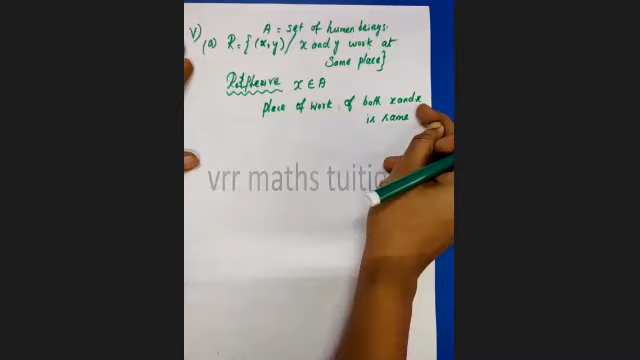 V) A = set of human beings.
(a) R = {(x, y) / x and y work at
same place}
Reflexive x ∈ A
place of work of both x and x
is same
vrr maths tuitio